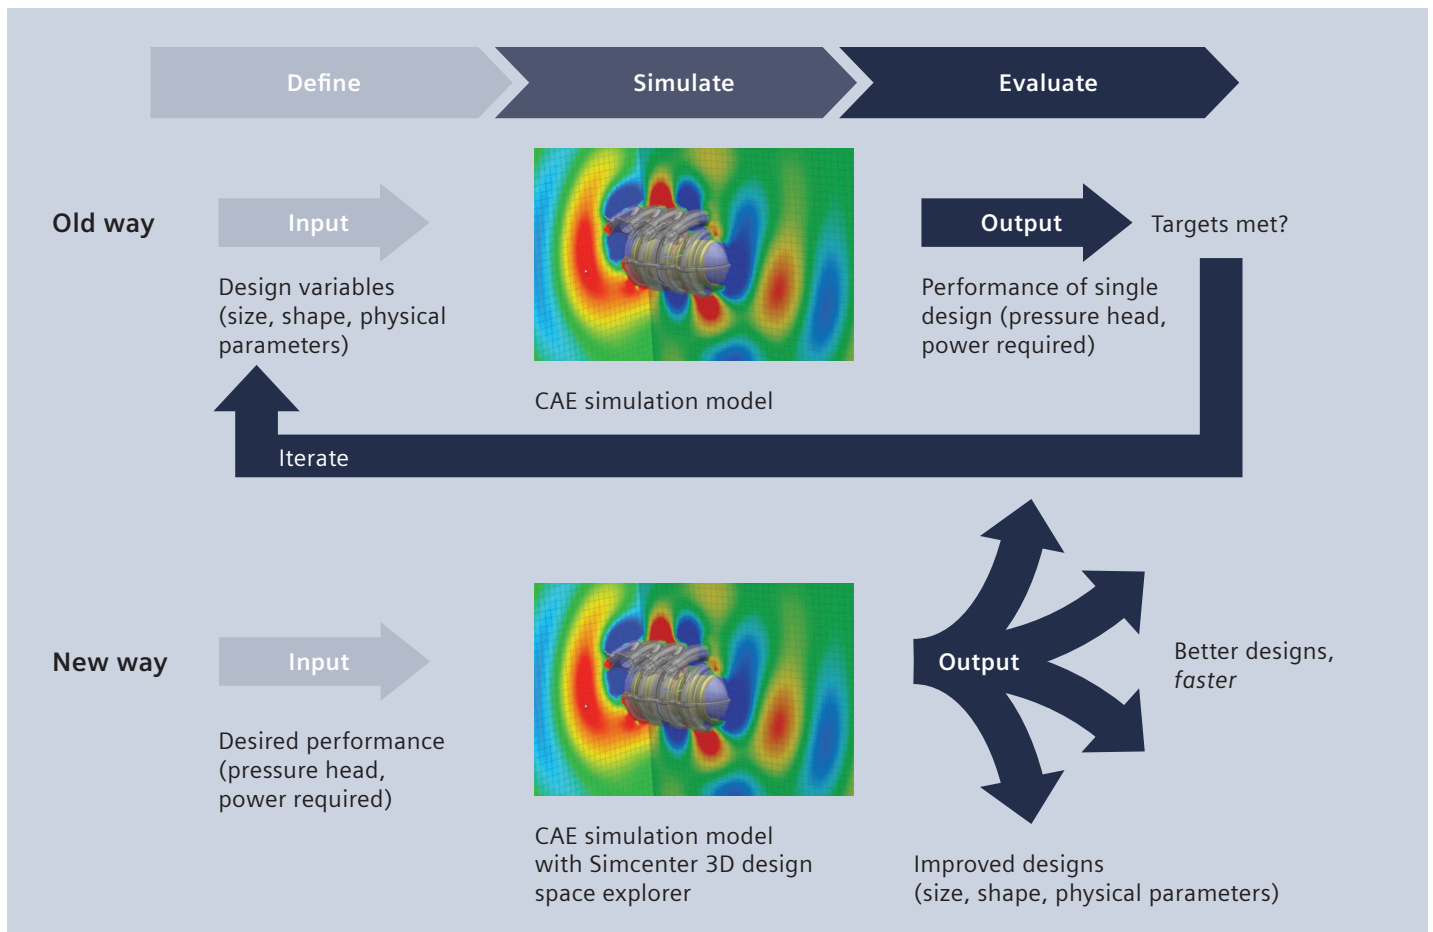 Define
Simulate
Evaluate
Old way
Input
Output
Targets met?
Design variables
(size, shape, physical
parameters)
Performance of single
design (pressure head,
power required)
CAE simulation model
Iterate
New way
Input
Output
Better designs,
faster
Desired performance
(pressure head,
power required)
CAE simulation model
with Simcenter 3D design
space explorer
Improved designs
(size, shape, physical parameters)